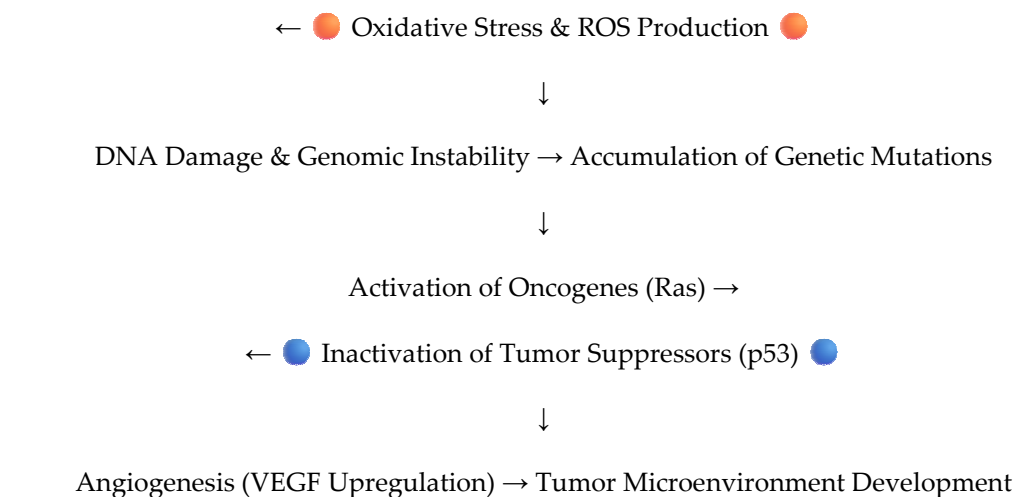 ← 🟠 Oxidative Stress & ROS Production 🟠
↓
DNA Damage & Genomic Instability → Accumulation of Genetic Mutations
↓
Activation of Oncogenes (Ras) →
← 🔵 Inactivation of Tumor Suppressors (p53) 🔵
↓
Angiogenesis (VEGF Upregulation) → Tumor Microenvironment Development